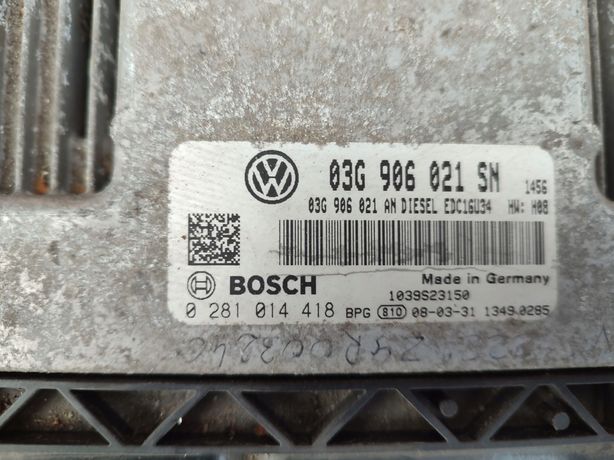 03G 906 021 SN 1456
03G 906 021 AN DIESEL EDC16U34 HW: H08
BOSCH
Made in Germany
1039S23150
0 281 014 418 BPG 810 08-03-31 1349.0285